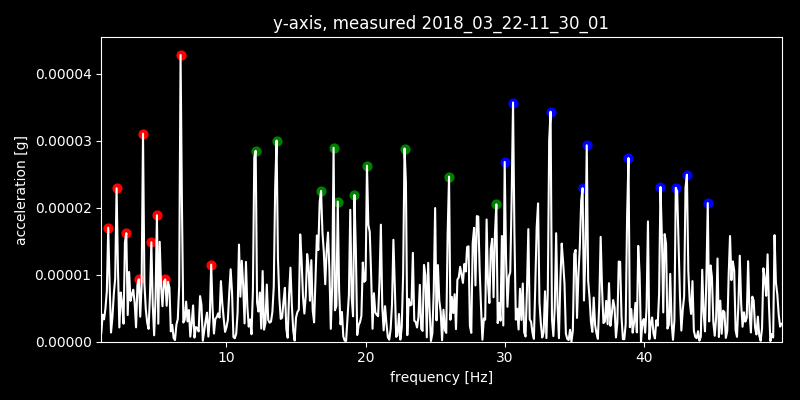 y-axis, measured 2018_03_22-11_30_01
0.00004
0.00003
0.00002
0.00001
0.00000
acceleration [g]
10 20 30 40
frequency [Hz]